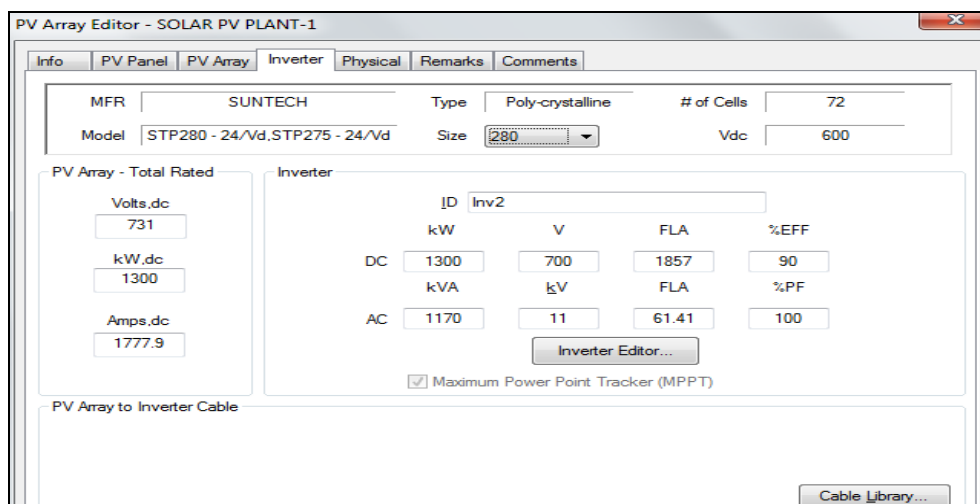 PV Array Editor - SOLAR PV PLANT-1
Info PV Panel PV Array Inverter Physical Remarks Comments
MFR SUNTECH Type Poly-crystalline # of Cells 72
Model STP280 - 24/Vd,STP275 - 24/Vd Size 280 Vdc 600
PV Array - Total Rated
Volts,dc
731
kW,dc
1300
Amps,dc
1777.9
Inverter
ID Inv2
kW V FLA %EFF
DC 1300 700 1857 90
kVA kV FLA %PF
AC 1170 11 61.41 100
Inverter Editor...
Maximum Power Point Tracker (MPPT)
PV Array to Inverter Cable
Cable Library...